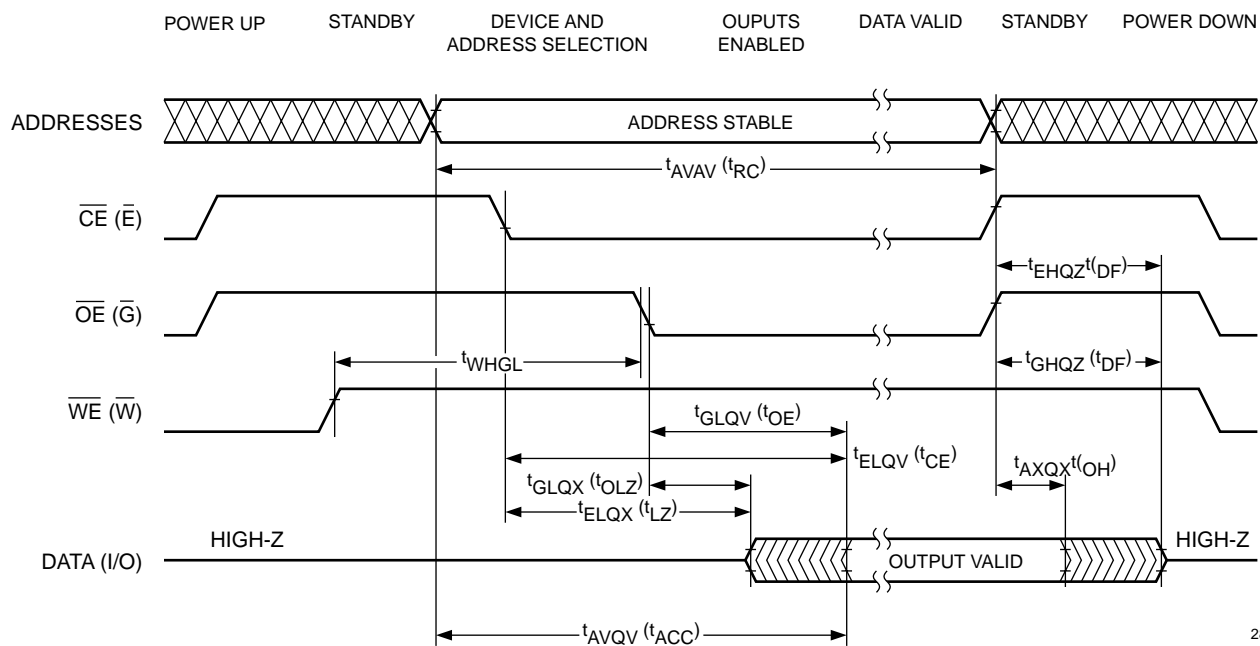 POWER UP STANDBY DEVICE AND ADDRESS SELECTION OUPUTS ENABLED DATA VALID STANDBY POWER DOWN
ADDRESSES ADDRESS STABLE
tAVAV (tRC)
CE (E)
tEHQZt(DF)
OE (G)
tWHGL tGHQZ (tDF)
WE (W)
tGLQV (tOE)
tELQV (tCE)
tGLQX (tOLZ) tAXQXt(OH)
tELQX (tLZ)
DATA (I/O) HIGH-Z OUTPUT VALID HIGH-Z
tAVQV (tACC)
2